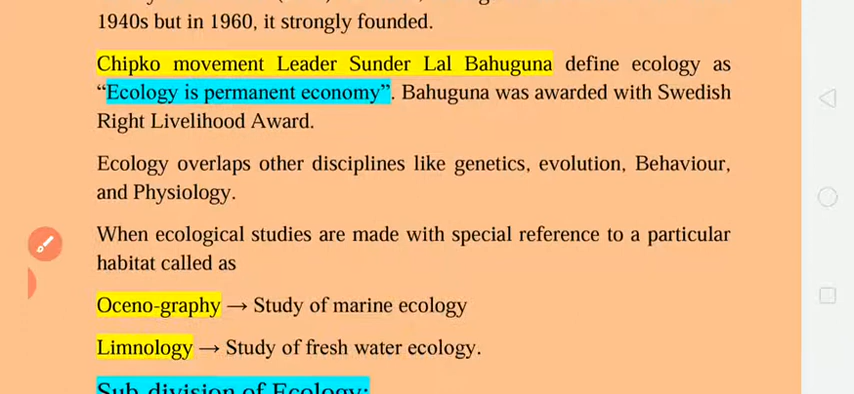 1940s but in 1960, it strongly founded.
Chipko movement Leader Sunder Lal Bahuguna define ecology as
“Ecology is permanent economy”. Bahuguna was awarded with Swedish
Right Livelihood Award.
Ecology overlaps other disciplines like genetics, evolution, Behaviour,
and Physiology.
When ecological studies are made with special reference to a particular
habitat called as
Oceno-graphy → Study of marine ecology
Limnology → Study of fresh water ecology.
Sub-division of Ecology: